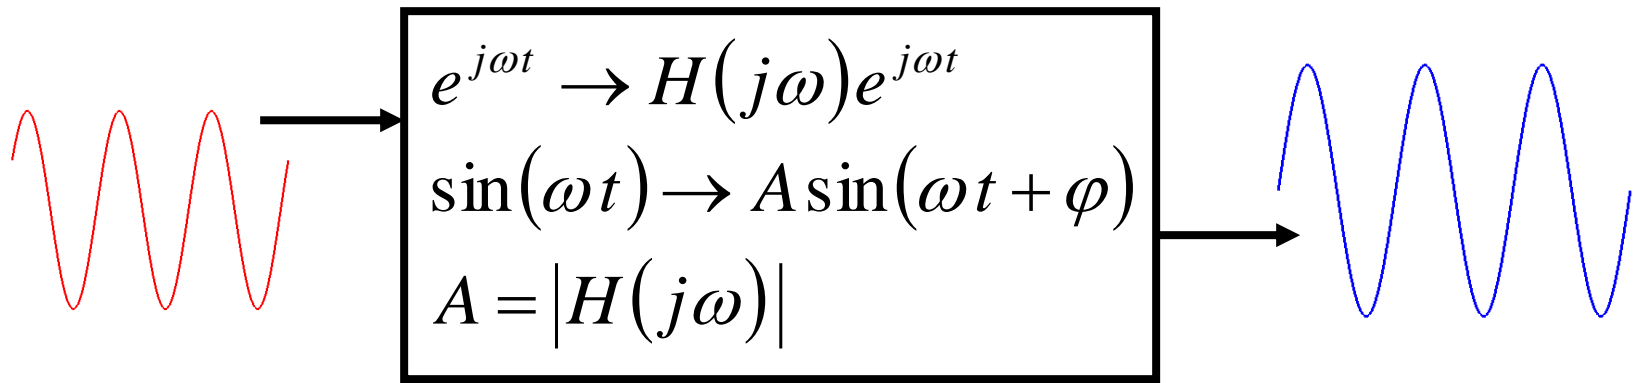 e^{jωt} → H(jω)e^{jωt}
sin(ωt) → A sin(ωt + φ)
A = |H(jω)|